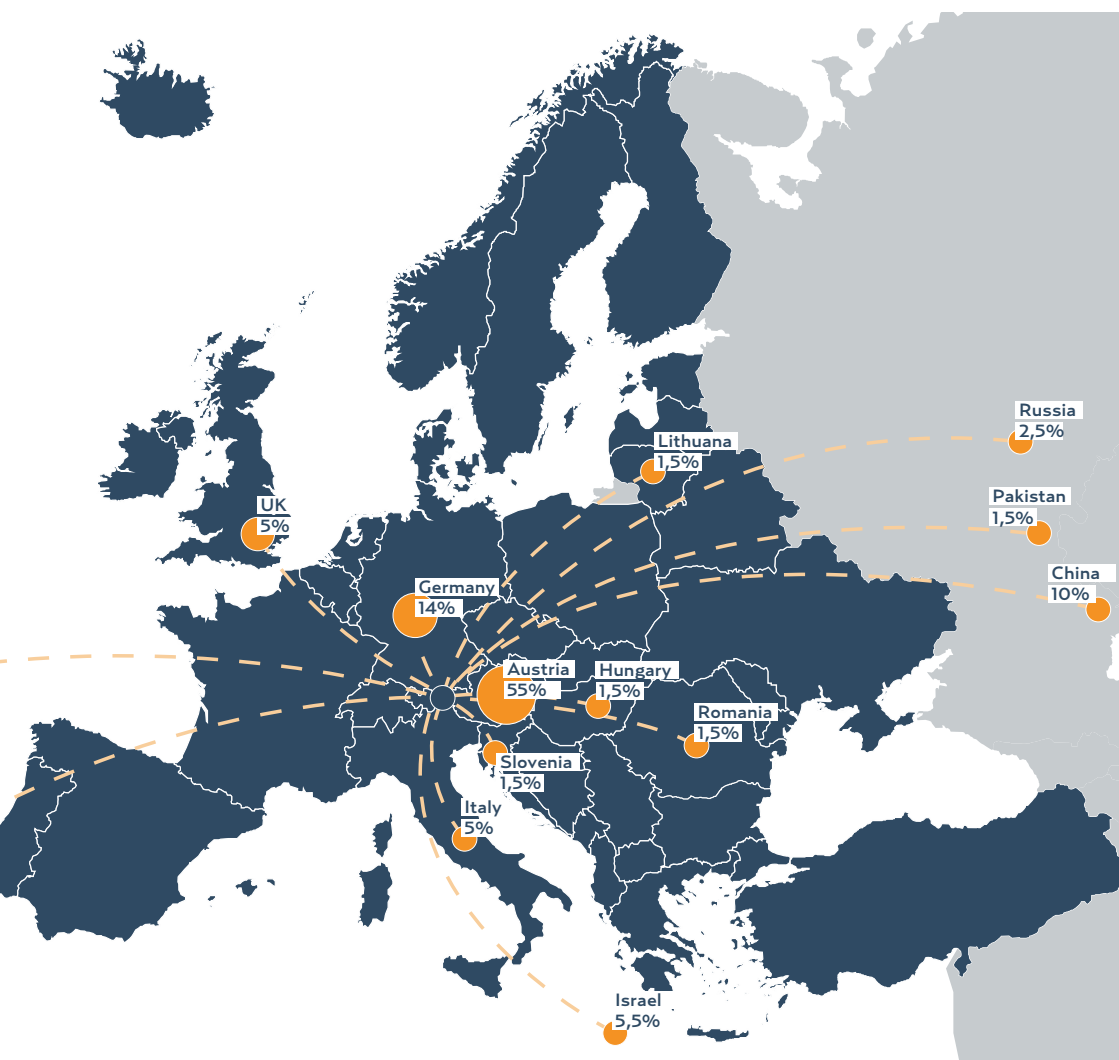 Russia
2,5%
Lithuana
1,5%
Pakistan
1,5%
UK
5%
China
10%
Germany
14%
Austria
55%
Hungary
1,5%
Romania
1,5%
Slovenia
1,5%
Italy
5%
Israel
5,5%